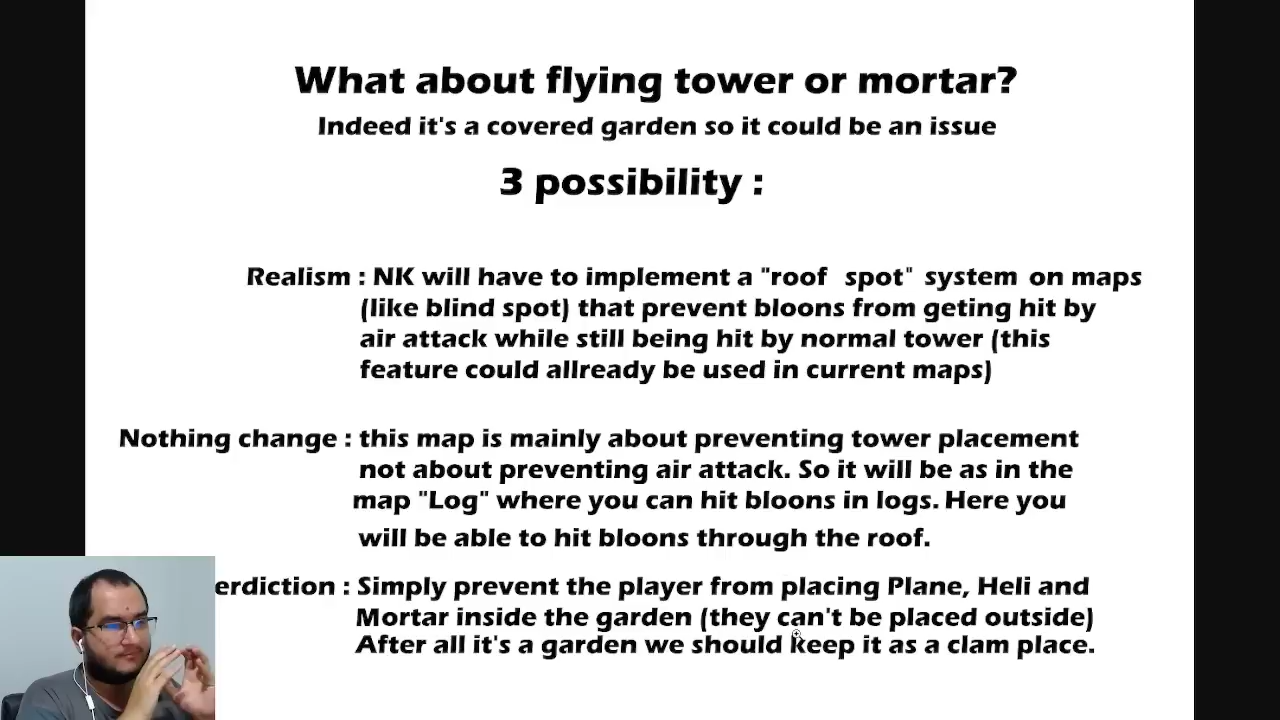 What about flying tower or mortar?
Indeed it's a covered garden so it could be an issue
3 possibility :
Realism : NK will have to implement a "roof spot" system on maps
(like blind spot) that prevent bloons from geting hit by
air attack while still being hit by normal tower (this
feature could allready be used in current maps)
Nothing change : this map is mainly about preventing tower placement
not about preventing air attack. So it will be as in the
map "Log" where you can hit bloons in logs. Here you
will be able to hit bloons through the roof.
erdiction : Simply prevent the player from placing Plane, Heli and
Mortar inside the garden (they can't be placed outside)
After all it's a garden we should keep it as a clam place.